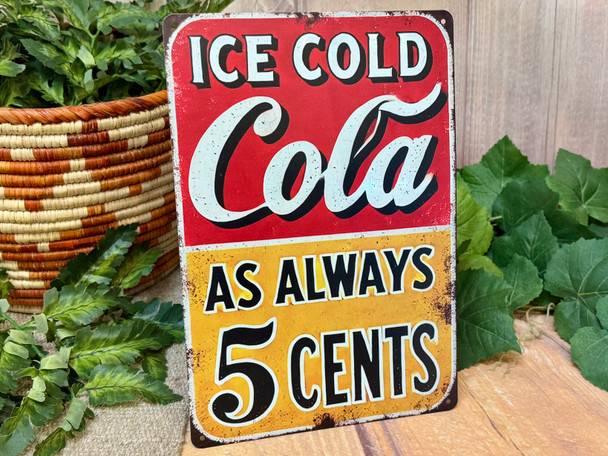 ICE COLD
Cola
AS ALWAYS
5 CENTS